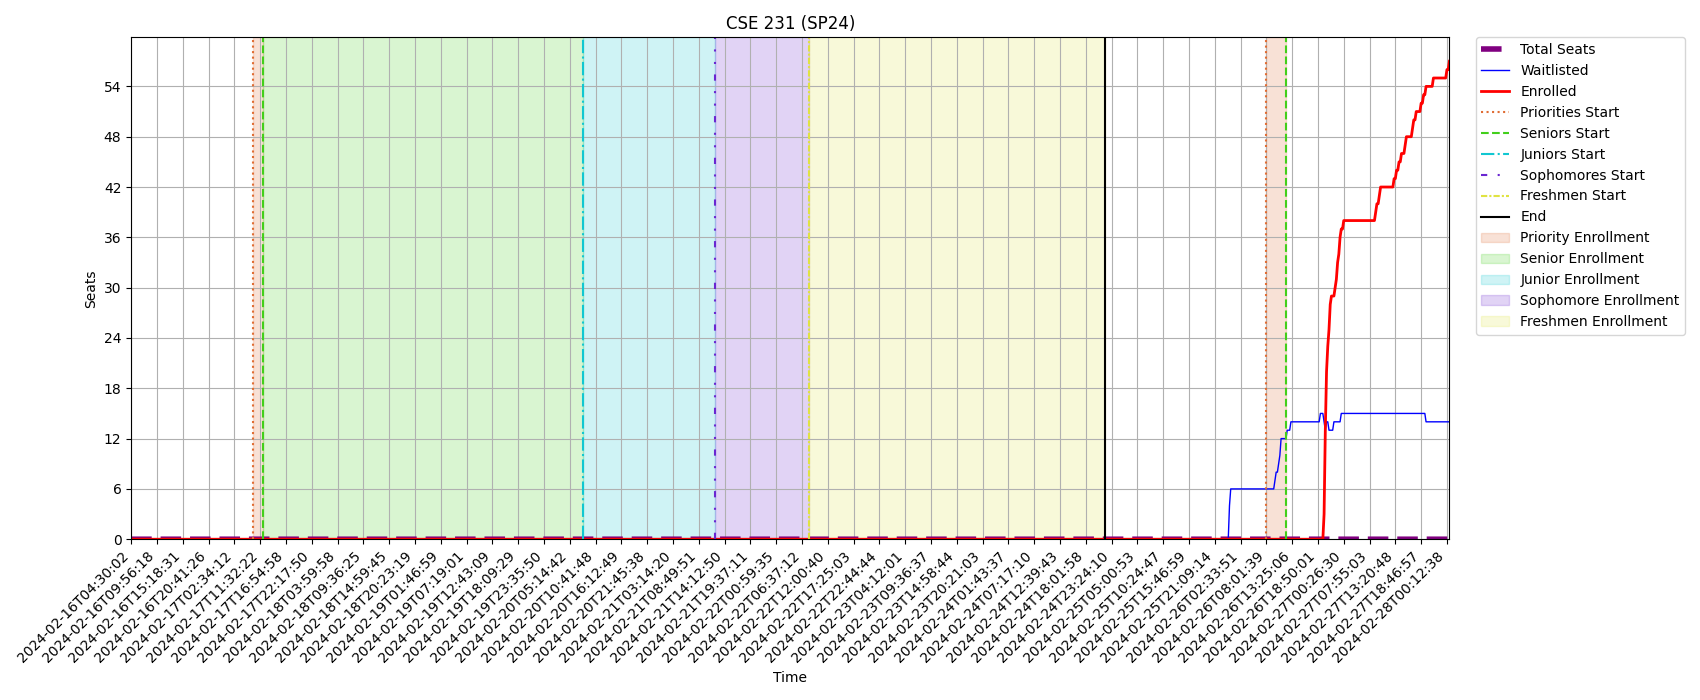 CSE 231 (SP24)
Total Seats
Waitlisted
Enrolled
Priorities Start
Seniors Start
Juniors Start
Sophomores Start
Freshmen Start
End
Priority Enrollment
Senior Enrollment
Junior Enrollment
Sophomore Enrollment
Freshmen Enrollment
Seats
54
48
42
36
30
24
18
12
6
0
2024-02-16T04:30:02
2024-02-16T09:56:18
2024-02-16T15:18:31
2024-02-16T20:41:26
2024-02-17T02:34:12
2024-02-17T11:32:22
2024-02-17T16:54:58
2024-02-17T22:17:50
2024-02-18T03:59:58
2024-02-18T09:36:25
2024-02-18T14:59:45
2024-02-18T20:23:19
2024-02-19T01:46:59
2024-02-19T07:19:01
2024-02-19T12:43:09
2024-02-19T18:09:29
2024-02-19T23:35:50
2024-02-20T05:14:42
2024-02-20T10:41:48
2024-02-20T16:12:49
2024-02-20T21:45:38
2024-02-21T03:14:20
2024-02-21T08:49:51
2024-02-21T14:12:50
2024-02-21T19:37:11
2024-02-22T00:59:35
2024-02-22T06:37:12
2024-02-22T12:00:40
2024-02-22T17:25:03
2024-02-22T22:44:44
2024-02-23T04:12:01
2024-02-23T09:36:37
2024-02-23T14:58:44
2024-02-23T20:21:03
2024-02-24T01:43:37
2024-02-24T07:17:10
2024-02-24T12:39:43
2024-02-24T18:01:58
2024-02-24T23:24:10
2024-02-25T05:00:53
2024-02-25T10:24:47
2024-02-25T15:46:59
2024-02-25T21:09:14
2024-02-26T02:33:51
2024-02-26T08:01:39
2024-02-26T13:25:06
2024-02-26T18:50:01
2024-02-27T00:26:30
2024-02-27T07:55:03
2024-02-27T13:20:48
2024-02-27T18:46:57
2024-02-28T00:12:38
Time